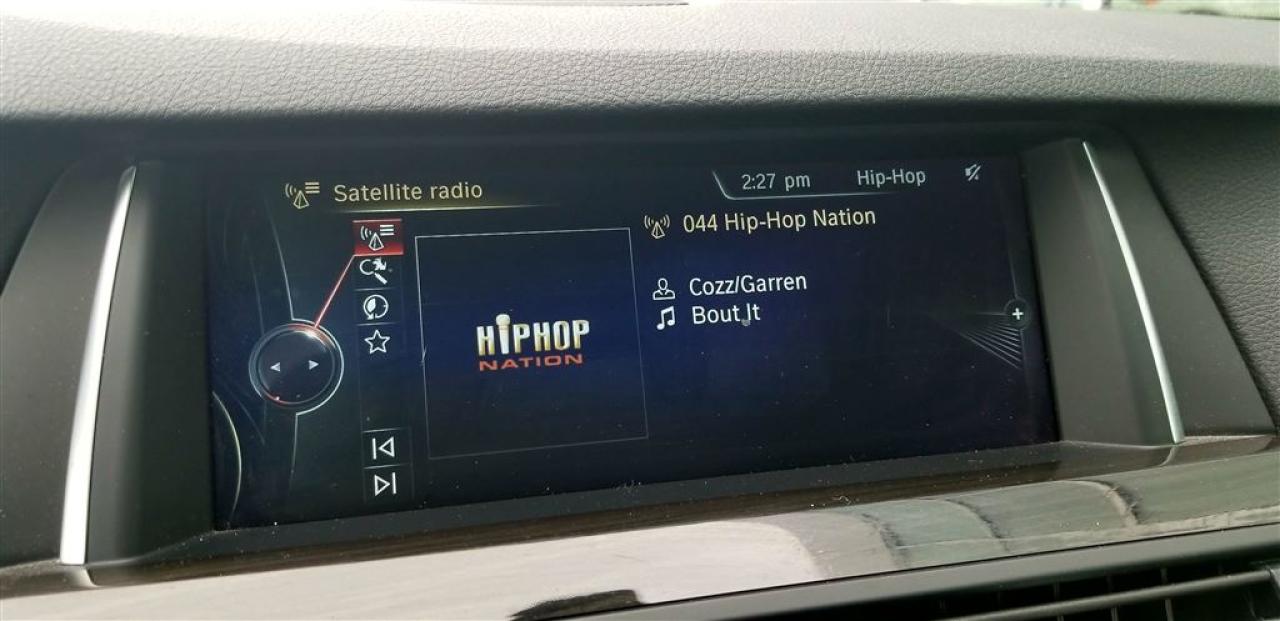 Satellite radio
2:27 pm
Hip-Hop
044 Hip-Hop Nation
Cozz/Garren
Bout It
HIPHOP
NATION